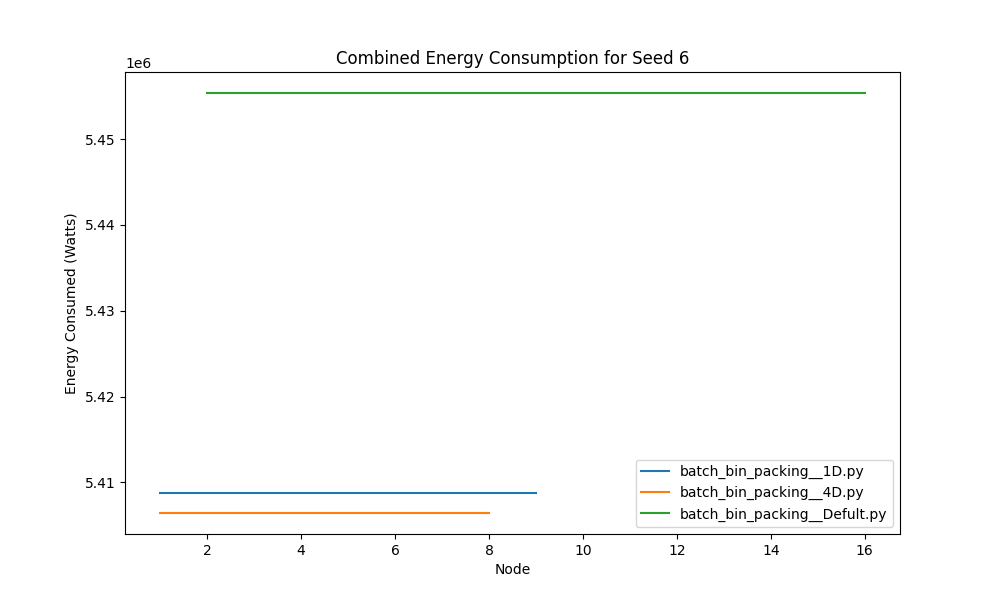 Combined Energy Consumption for Seed 6
1e6
5.45
5.44
5.43
5.42
5.41
Energy Consumed (Watts)
batch_bin_packing__1D.py
batch_bin_packing__4D.py
batch_bin_packing__Defult.py
2 4 6 8 10 12 14 16
Node